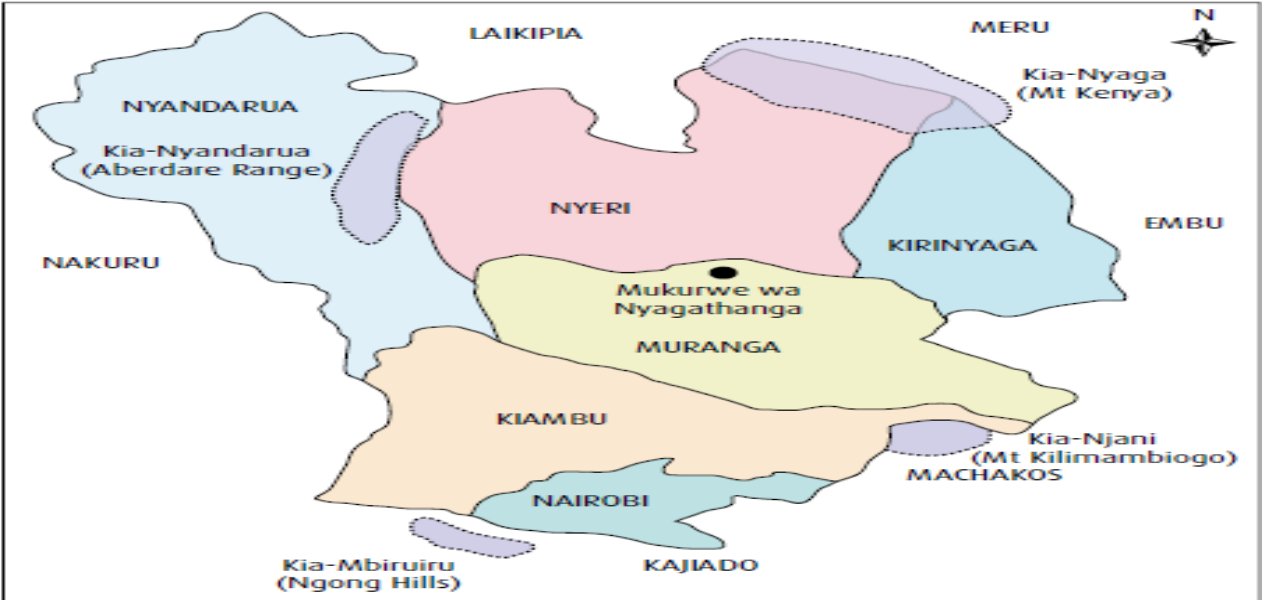 N
LAIKIPIA
MERU
Kia-Nyaga
(Mt Kenya)
NYANDARUA
Kia-Nyandarua
(Aberdare Range)
NYERI
EMBU
KIRINYAGA
NAKURU
Mukurwe wa
Nyagathanga
MURANGA
KIAMBU
Kia-Njani
(Mt Kilimambiogo)
MACHAKOS
NAIROBI
Kia-Mbiruiru
(Ngong Hills)
KAJIADO